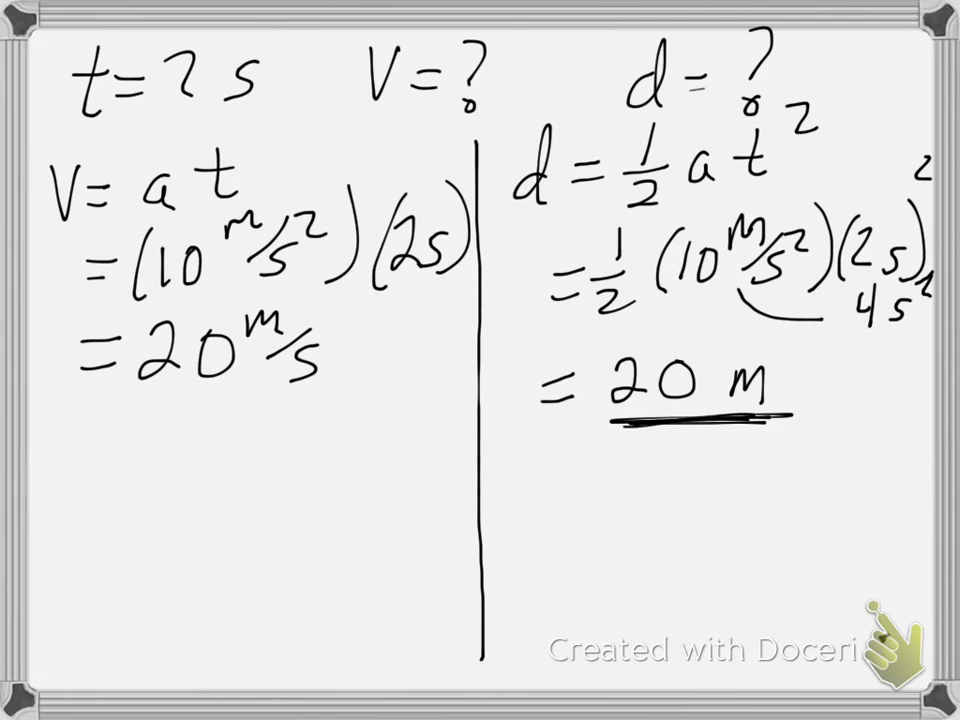 t = 2 s V = ? d = ?
V = a t
= (10 m/s²)(2s)
= 20 m/s
d = 1/2 a t²
= 1/2 (10 m/s²)(2s)²
4 s²
= 20 m
Created with Doceri